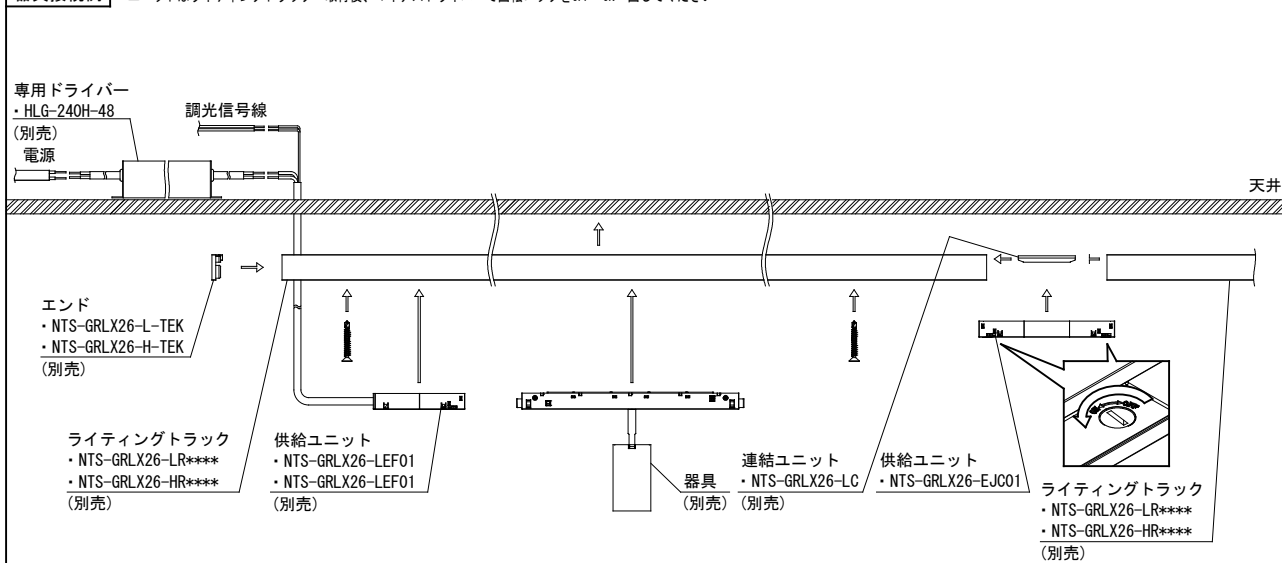 専用ドライバー
・HLG-240H-48
(別売)
電源
調光信号線
天井
エンド
・NTS-GRLX26-L-TEK
・NTS-GRLX26-H-TEK
(別売)
ライティングトラック
・NTS-GRLX26-LR****
・NTS-GRLX26-HR****
(別売)
供給ユニット
・NTS-GRLX26-LEF01
・NTS-GRLX26-LEF01
(別売)
器具
(別売)
連結ユニット
・NTS-GRLX26-LC
(別売)
供給ユニット
・NTS-GRLX26-EJC01
ライティングトラック
・NTS-GRLX26-LR****
・NTS-GRLX26-HR****
(別売)